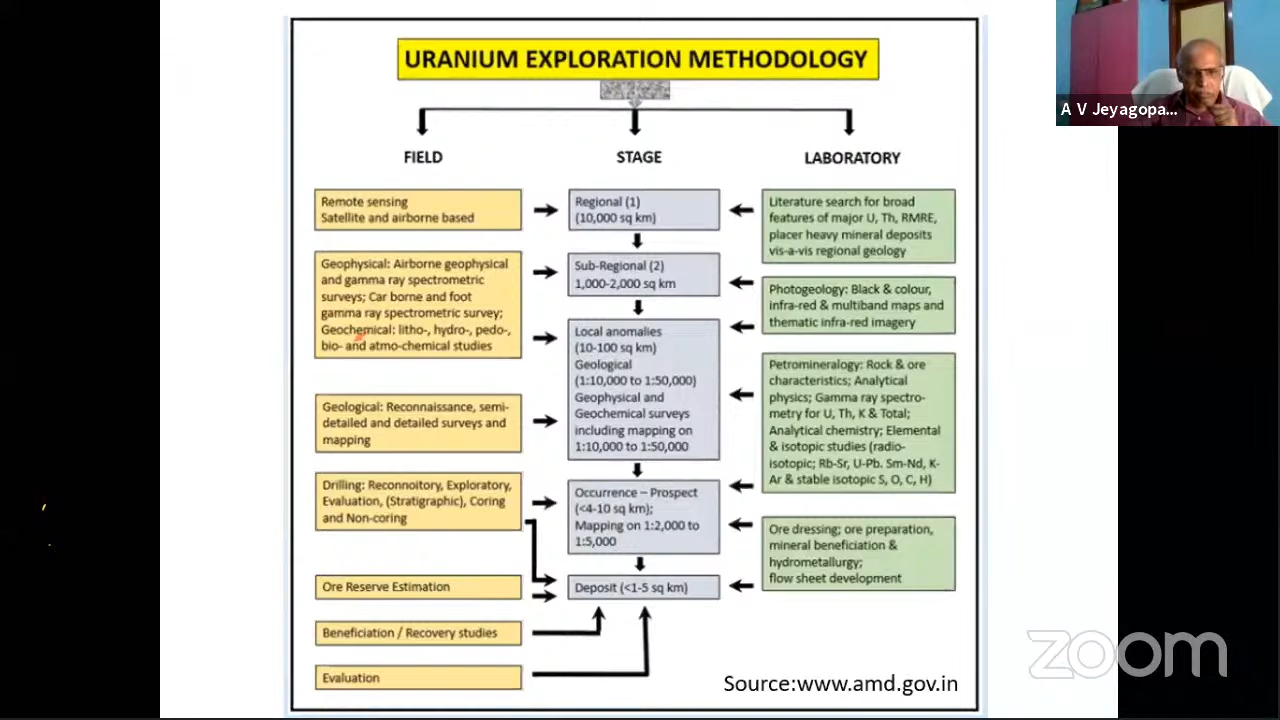 URANIUM EXPLORATION METHODOLOGY
FIELD
STAGE
LABORATORY
Remote sensing
Satellite and airborne based
Regional (1)
(10,000 sq km)
Literature search for broad
features of major U, Th, RMRE,
placer heavy mineral deposits
vis-a-vis regional geology
Geophysical: Airborne geophysical
and gamma ray spectrometric
surveys; Car borne and foot
gamma ray spectrometric survey;
Geochemical: litho-, hydro-, pedo-,
bio- and atmo-chemical studies
Sub-Regional (2)
1,000-2,000 sq km
Photogeology: Black & colour,
infra-red & multiband maps and
thematic infra-red imagery
Local anomalies
(10-100 sq km)
Geological
(1:10,000 to 1:50,000)
Geophysical and
Geochemical surveys
including mapping on
1:10,000 to 1:50,000
Petromineralogy: Rock & ore
characteristics; Analytical
physics; Gamma ray spectro-
metry for U, Th, K & Total;
Analytical chemistry; Elemental
& isotopic studies (radio-
isotopic; Rb-Sr, U-Pb. Sm-Nd, K-
Ar & stable isotopic S, O, C, H)
Geological: Reconnaissance, semi-
detailed and detailed surveys and
mapping
Drilling: Reconnoitory, Exploratory,
Evaluation, (Stratigraphic), Coring
and Non-coring
Occurrence – Prospect
(<4-10 sq km);
Mapping on 1:2,000 to
1:5,000
Ore dressing; ore preparation,
mineral beneficiation &
hydrometallurgy;
flow sheet development
Ore Reserve Estimation
Deposit (<1-5 sq km)
Beneficiation / Recovery studies
Evaluation
Source:www.amd.gov.in
A V Jeyagopa...
zoom